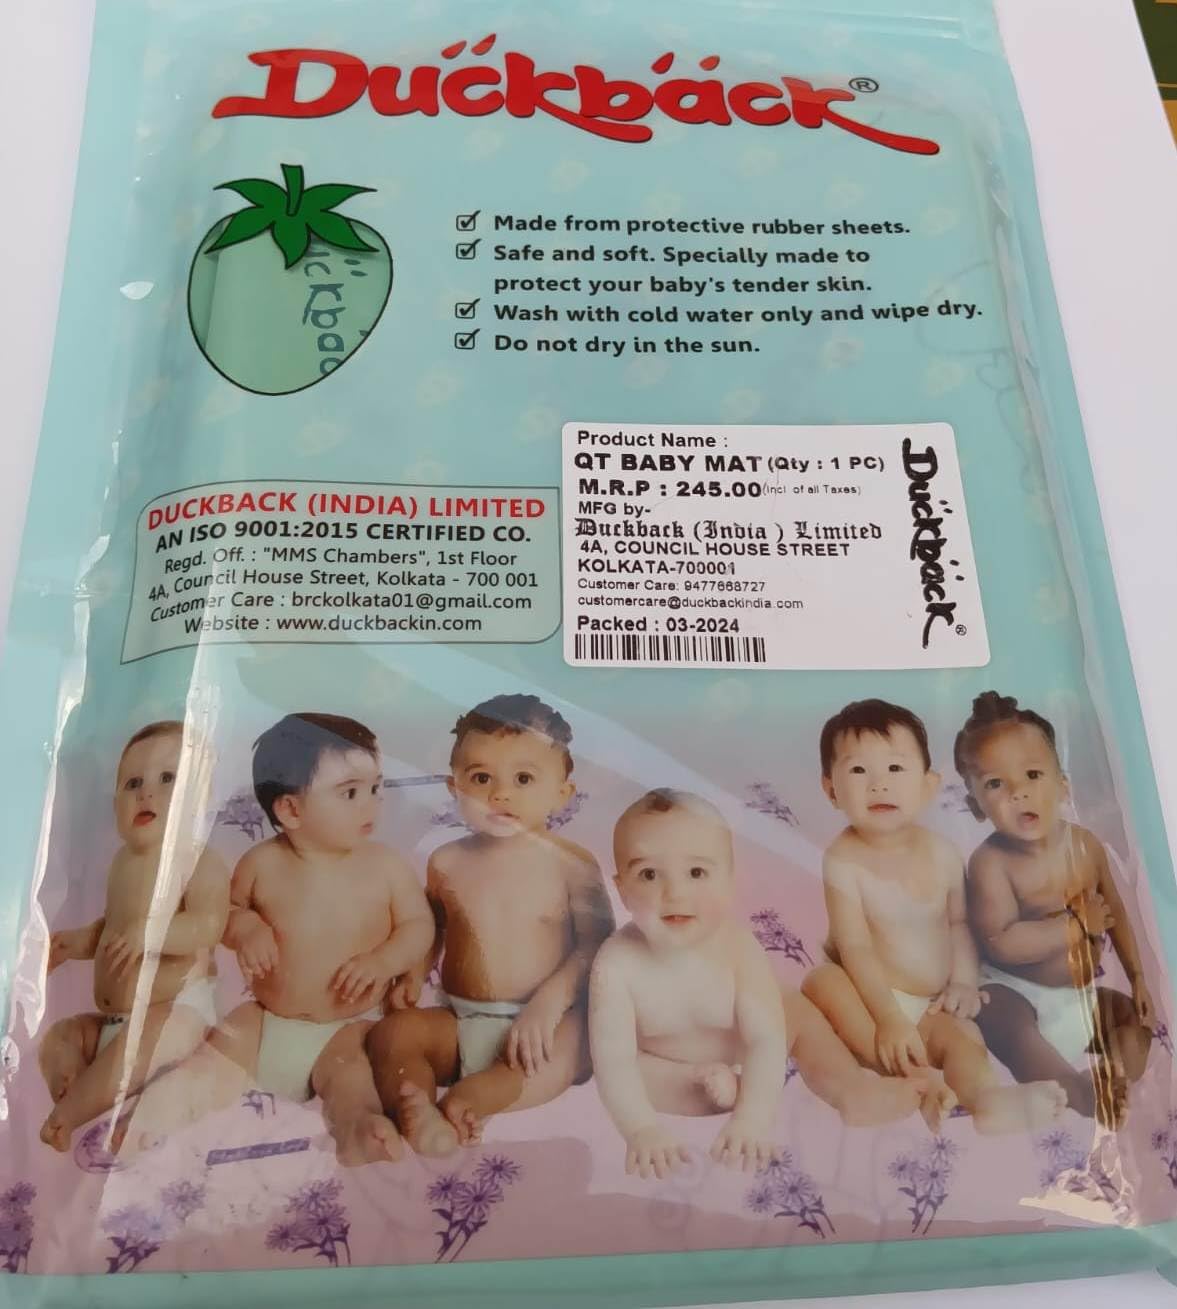 Duckback®
Made from protective rubber sheets.
Safe and soft. Specially made to
protect your baby's tender skin.
Wash with cold water only and wipe dry.
Do not dry in the sun.
DUCKBACK (INDIA) LIMITED
AN ISO 9001:2015 CERTIFIED CO.
Regd. Off. : "MMS Chambers", 1st Floor
4A, Council House Street, Kolkata - 700 001
Customer Care : brckolkata01@gmail.com
Website : www.duckbackin.com
Product Name :
QT BABY MAT (Qty : 1 PC)
M.R.P : 245.00 (incl of all Taxes)
MFG by-
Duckback (India ) Limited
4A, COUNCIL HOUSE STREET
KOLKATA-700001
Customer Care: 9477668727
customercare@duckbackindia.com
Packed : 03-2024
Duckback®